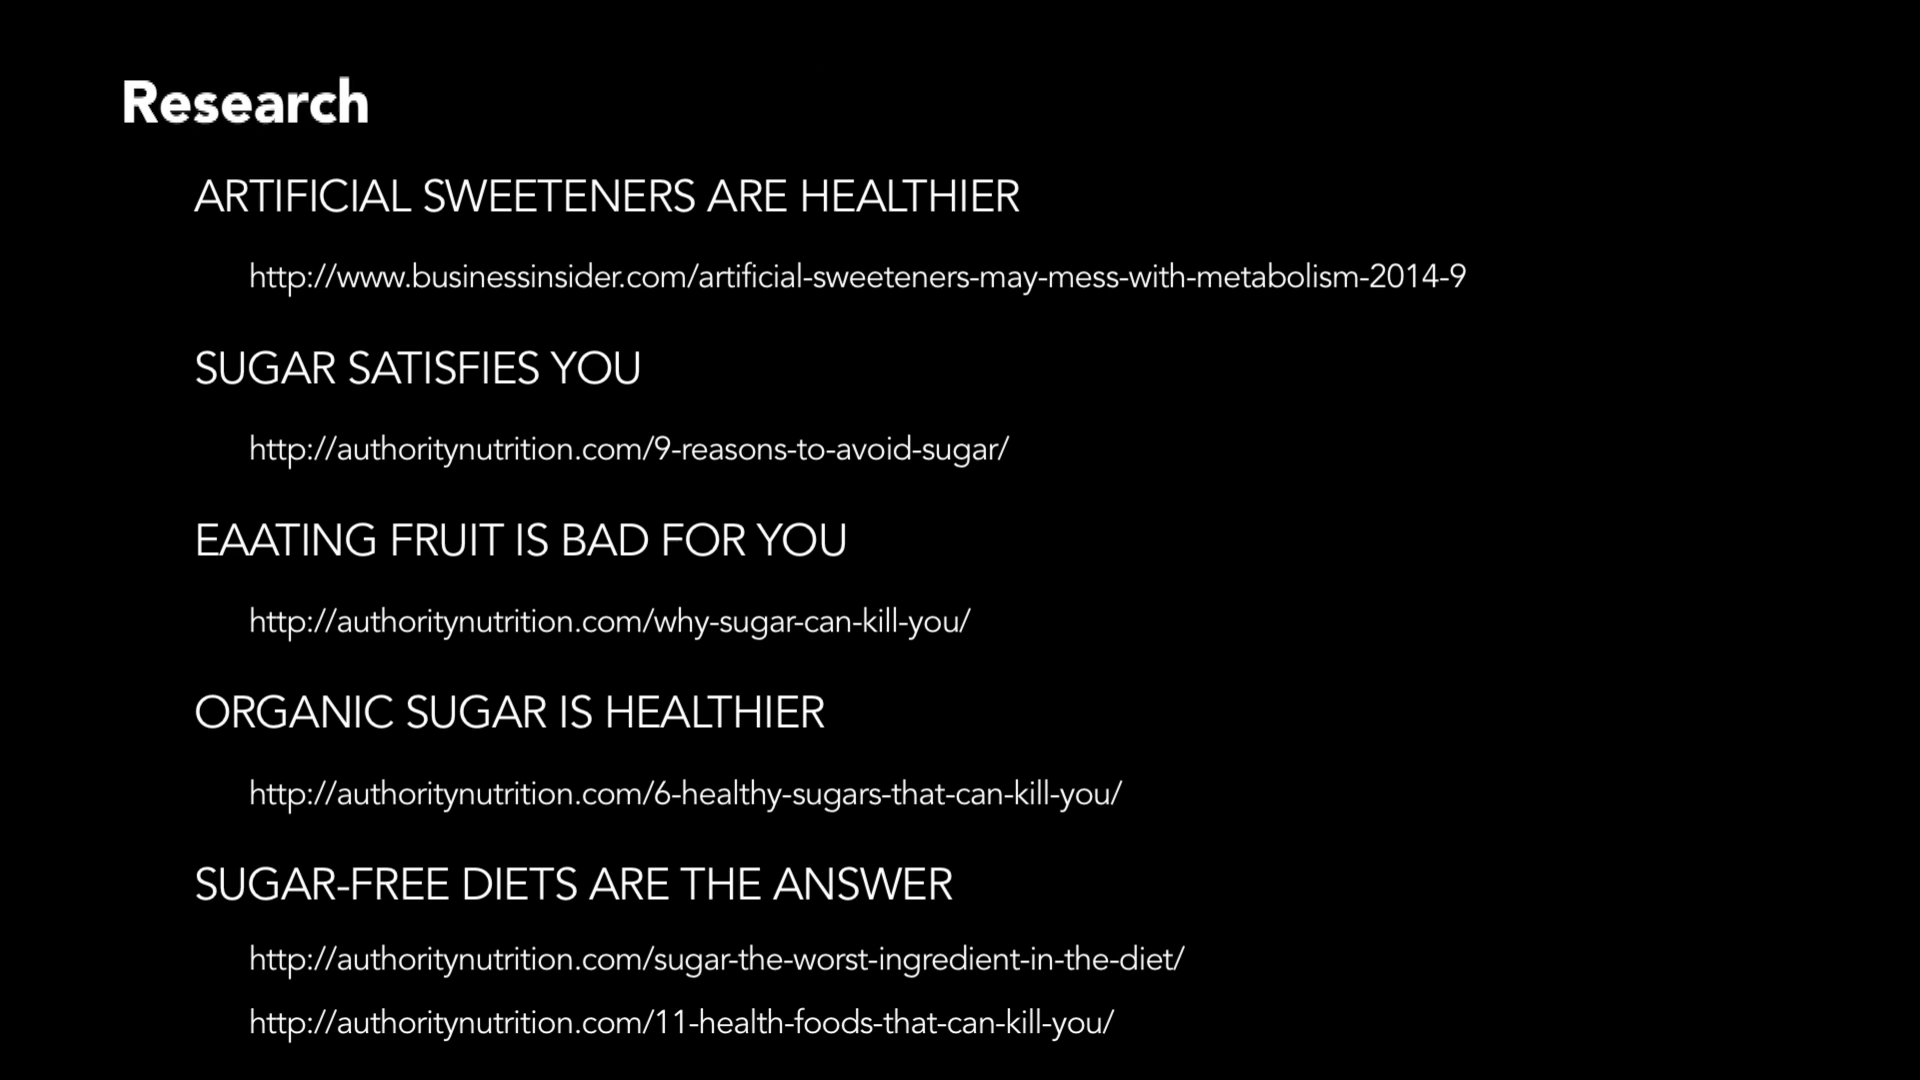 Research
ARTIFICIAL SWEETENERS ARE HEALTHIER
http://www.businessinsider.com/artificial-sweeteners-may-mess-with-metabolism-2014-9
SUGAR SATISFIES YOU
http://authoritynutrition.com/9-reasons-to-avoid-sugar/
EAATING FRUIT IS BAD FOR YOU
http://authoritynutrition.com/why-sugar-can-kill-you/
ORGANIC SUGAR IS HEALTHIER
http://authoritynutrition.com/6-healthy-sugars-that-can-kill-you/
SUGAR-FREE DIETS ARE THE ANSWER
http://authoritynutrition.com/sugar-the-worst-ingredient-in-the-diet/
http://authoritynutrition.com/11-health-foods-that-can-kill-you/